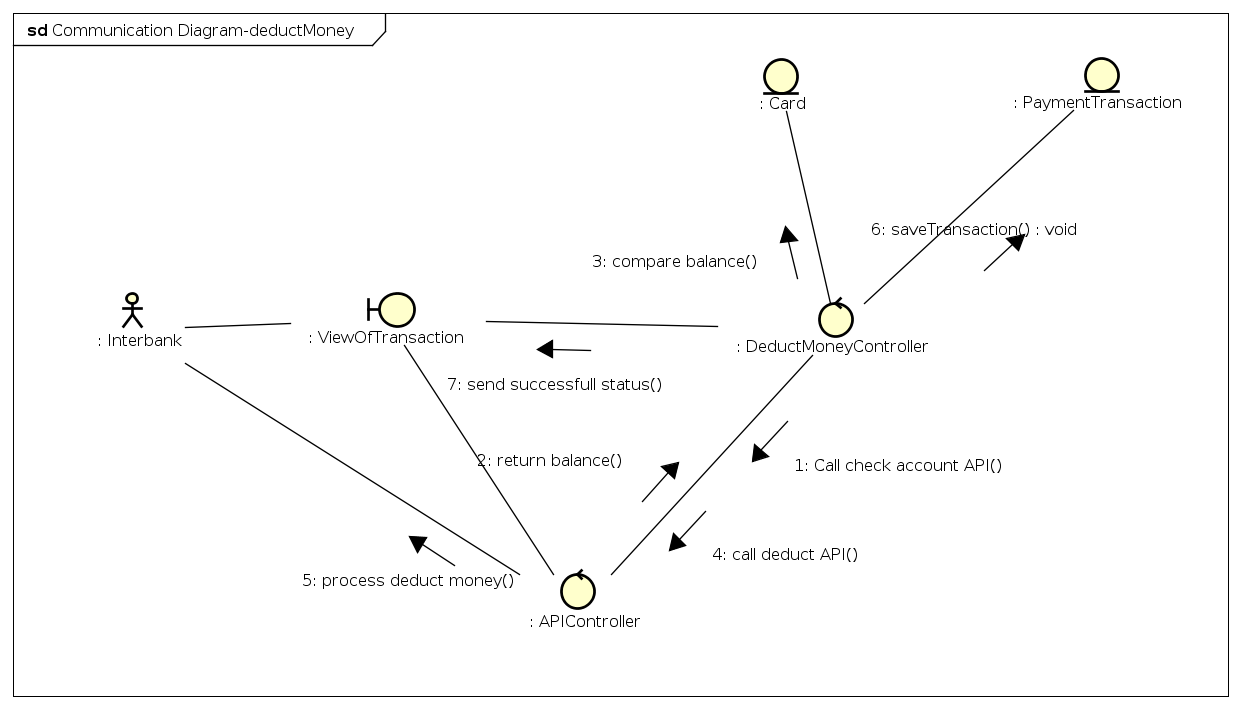 sd Communication Diagram-deductMoney
: Card
: PaymentTransaction
6: saveTransaction() : void
3: compare balance()
: Interbank
: ViewOfTransaction
: DeductMoneyController
7: send successfull status()
2: return balance()
1: Call check account API()
4: call deduct API()
5: process deduct money()
: APIController